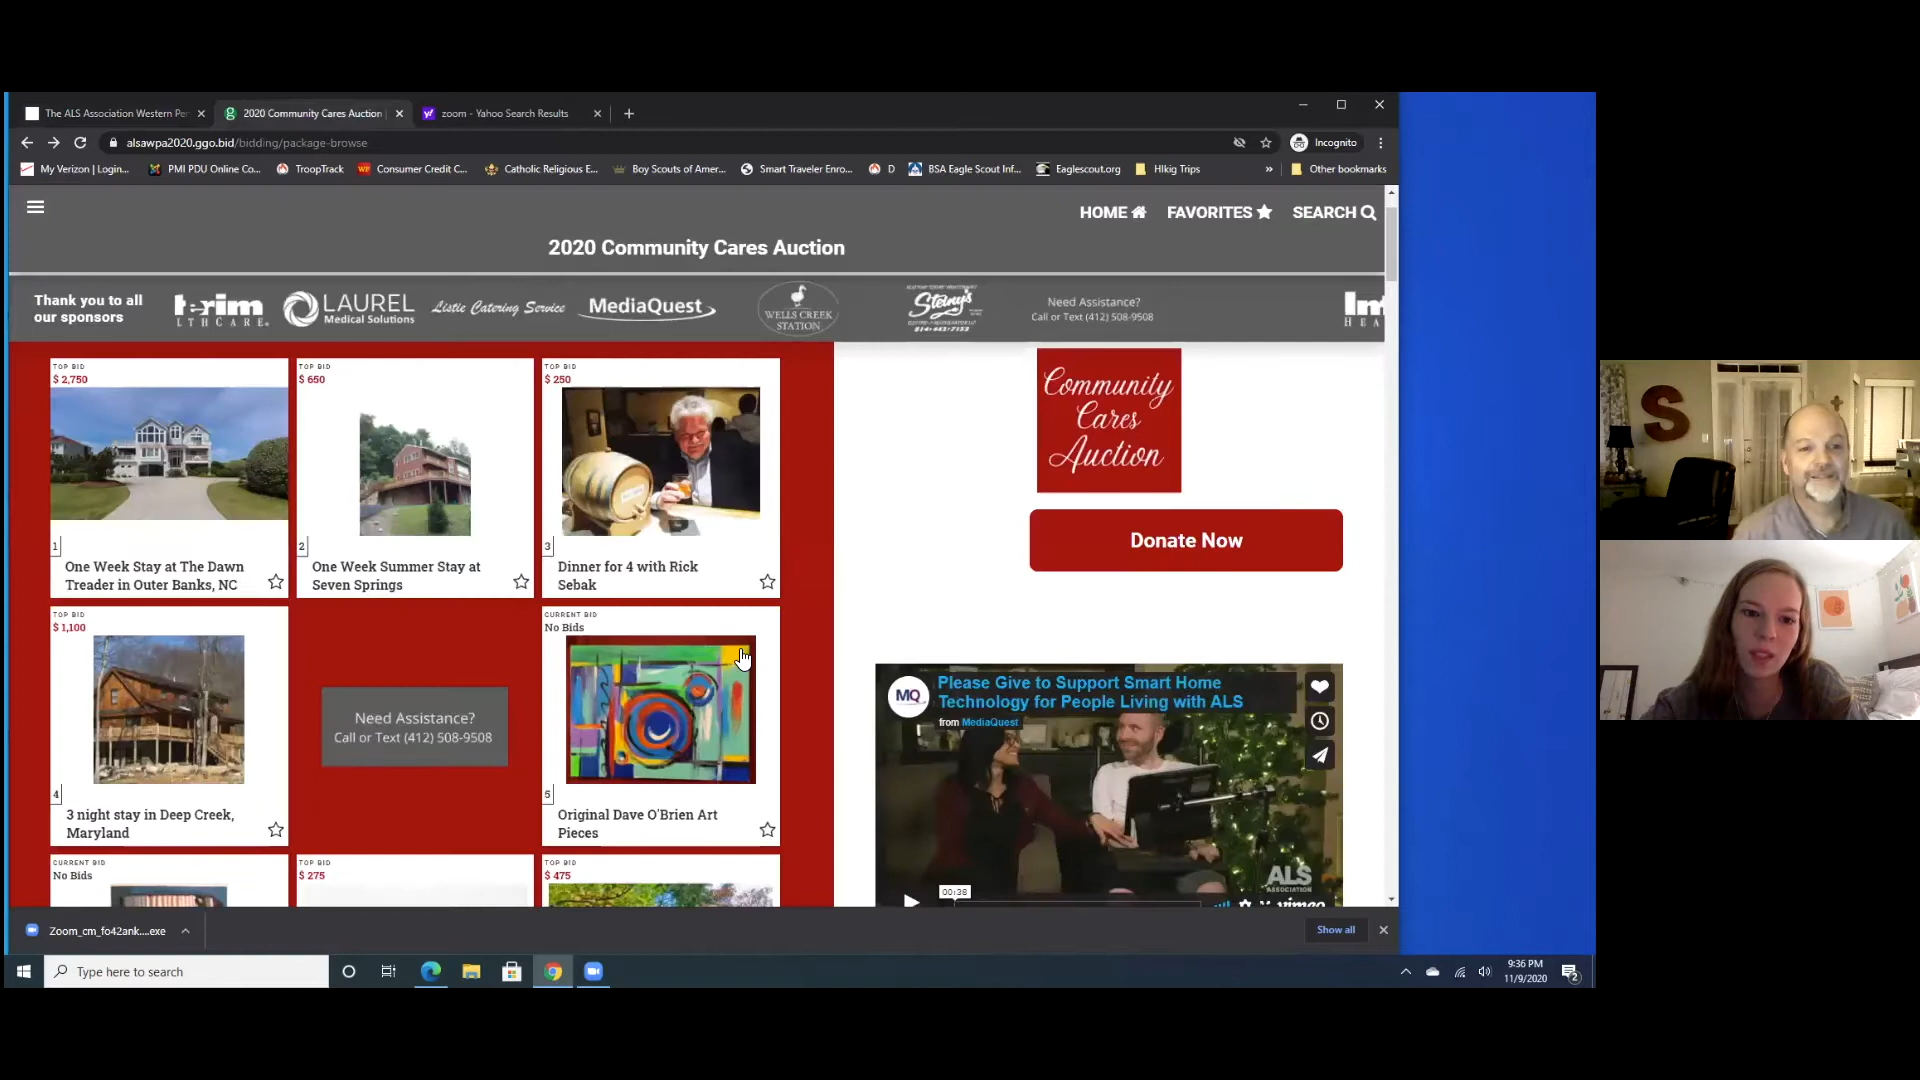 The ALS Association Western Pe
2020 Community Cares Auction
zoom - Yahoo Search Results
alsawpa2020.ggo.bid/bidding/package-browse
Incognito
My Verizon | Login...
PMI PDU Online Co...
TroopTrack
Consumer Credit C...
Catholic Religious E...
Boy Scouts of Amer...
Smart Traveler Enro...
D
BSA Eagle Scout Inf...
Eaglescout.org
HIkig Trips
»
Other bookmarks
HOME
FAVORITES
SEARCH
2020 Community Cares Auction
Thank you to all
our sponsors
LTHCARE
LAUREL
Medical Solutions
Listie Catering Service
MediaQuest
WELLS CREEK
STATION
Steiny's
814-443-7153
Need Assistance?
Call or Text (412) 508-9508
TOP BID
$ 2,750
1
One Week Stay at The Dawn
Treader in Outer Banks, NC
TOP BID
$ 650
2
One Week Summer Stay at
Seven Springs
TOP BID
$ 250
3
Dinner for 4 with Rick
Sebak
TOP BID
$ 1,100
4
3 night stay in Deep Creek,
Maryland
Need Assistance?
Call or Text (412) 508-9508
CURRENT BID
No Bids
5
Original Dave O'Brien Art
Pieces
CURRENT BID
No Bids
TOP BID
$ 275
TOP BID
$ 475
Community
Cares
Auction
Donate Now
MQ
Please Give to Support Smart Home
Technology for People Living with ALS
from MediaQuest
ALS
ASSOCIATION
00:38
vimeo
S
Zoom_cm_fo42ank....exe
Show all
Type here to search
9:36 PM
11/9/2020
2